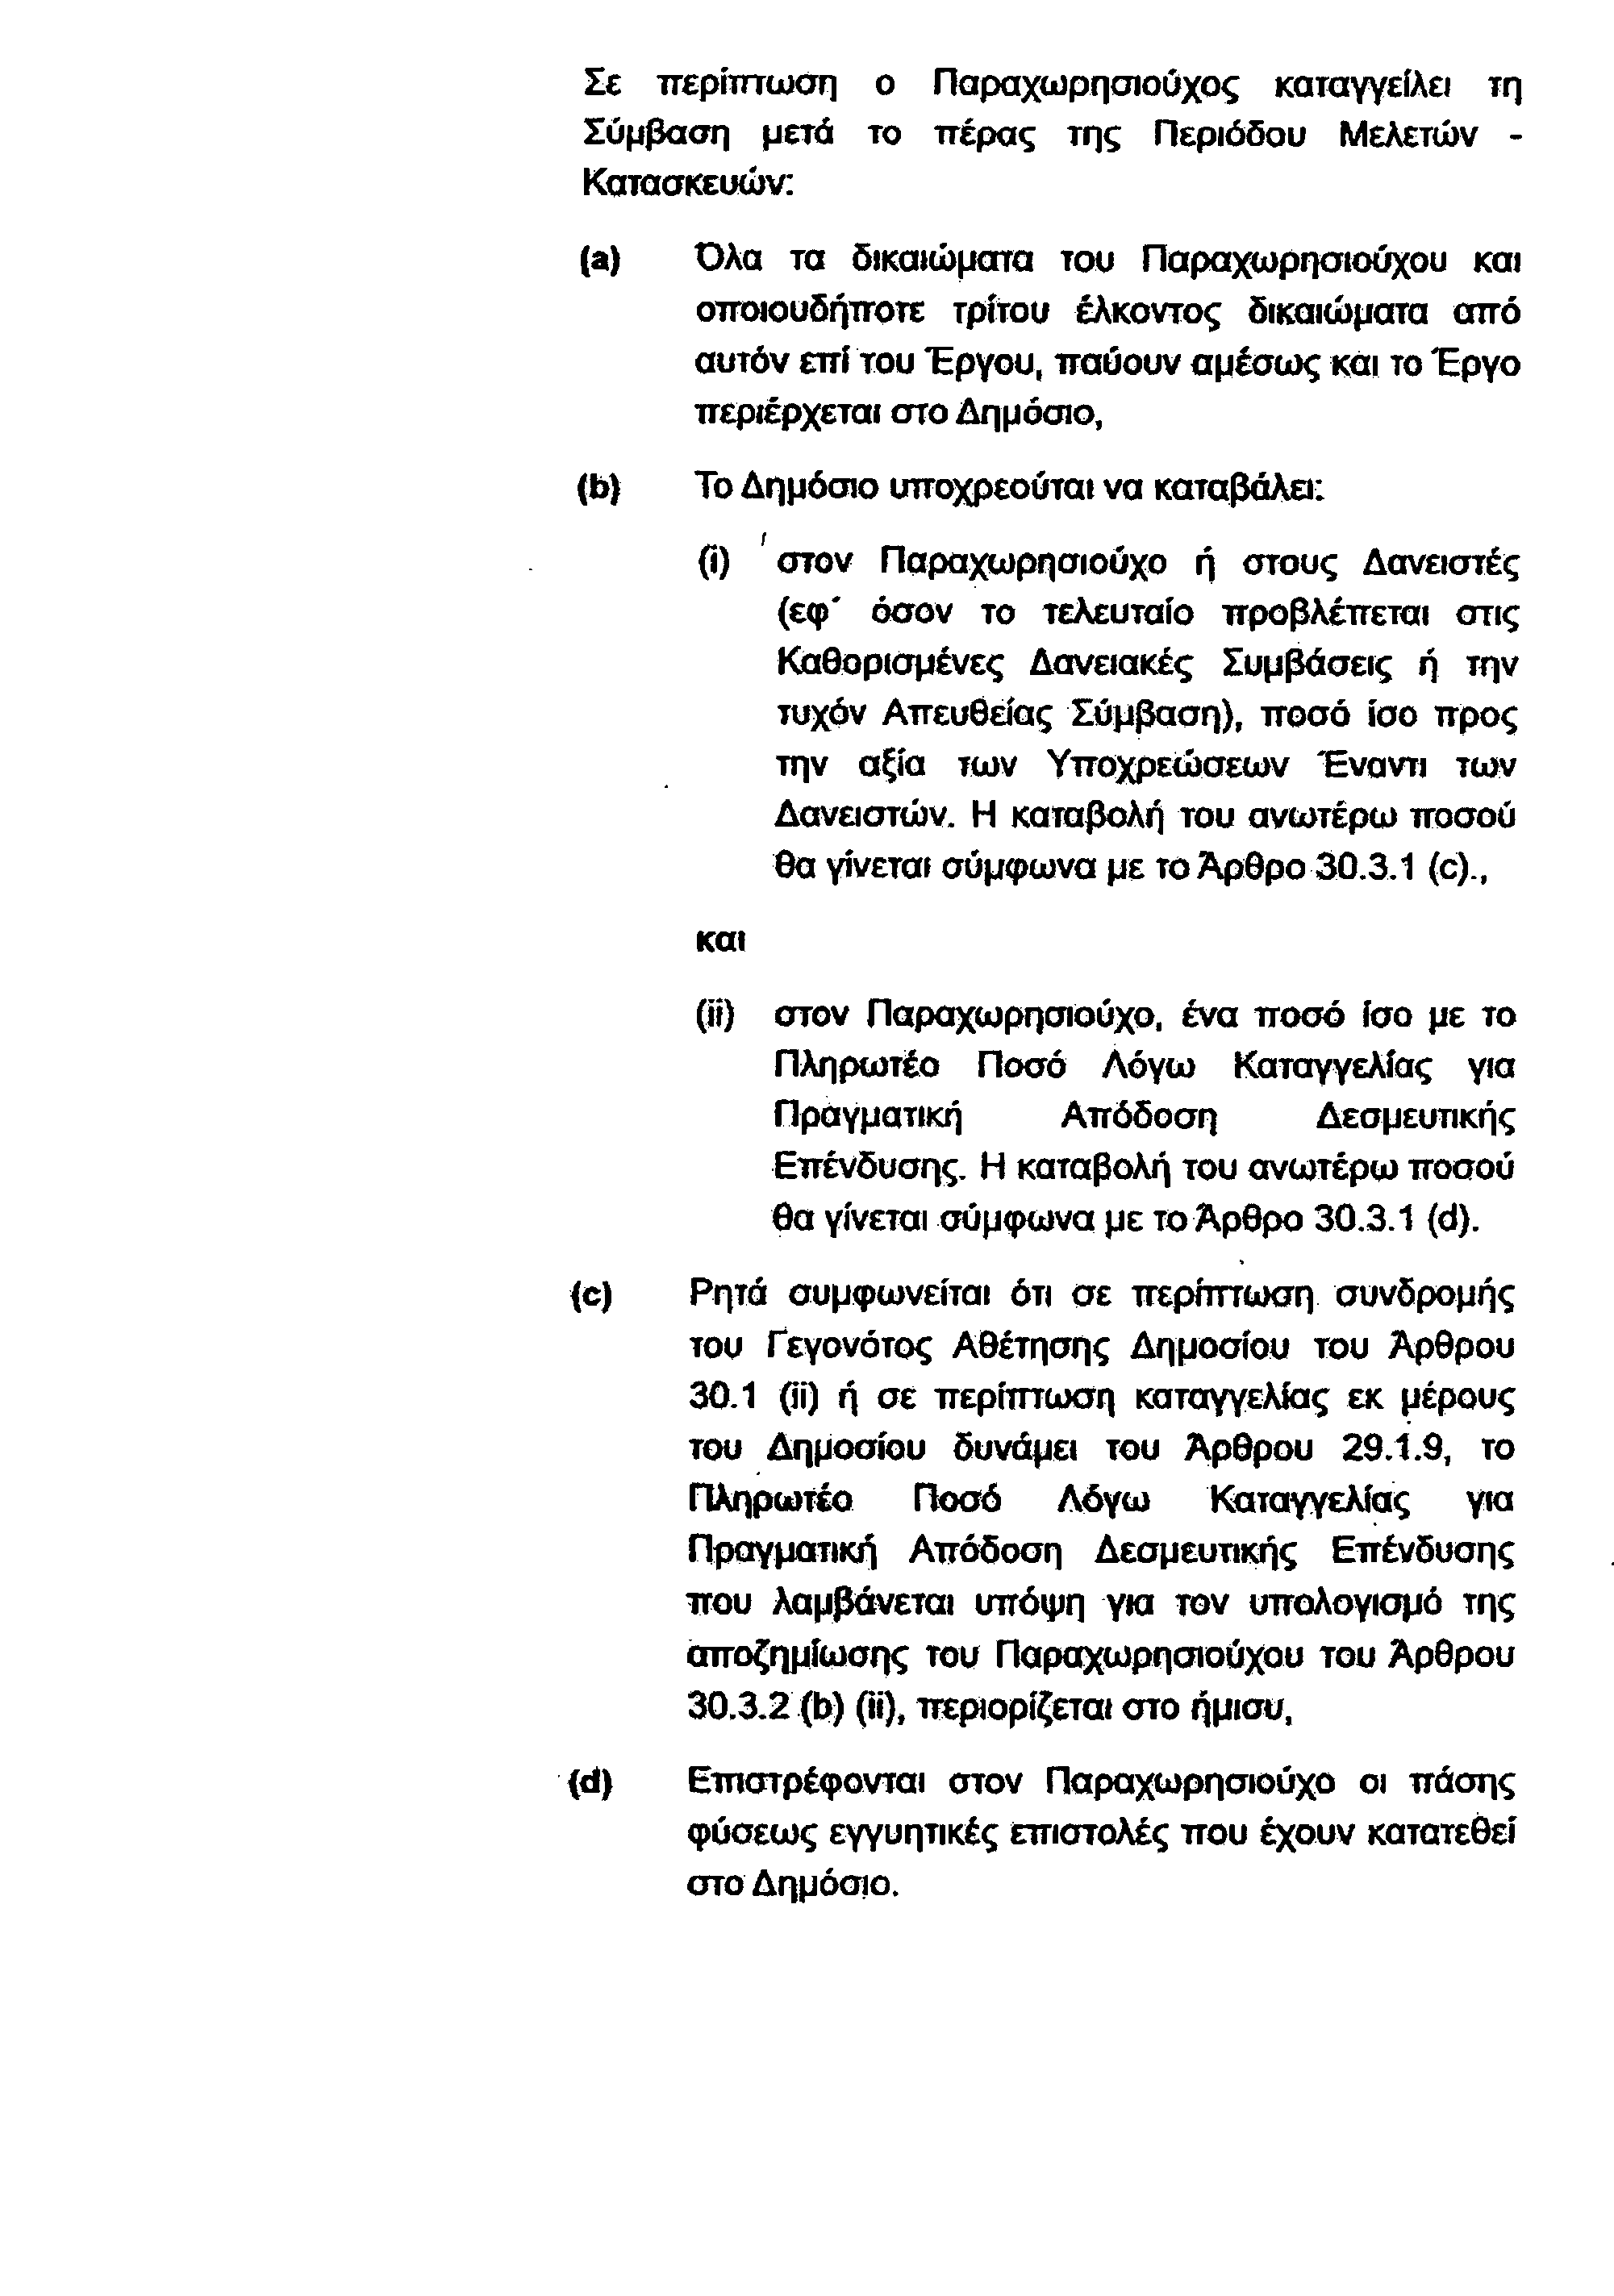 Σε περίπτωση ο Παραχωρησιούχος καταγγείλει τη
Σύμβαση μετά το πέρας της Περιόδου Μελετών -
Κατασκευών:
(a) Όλα τα δικαιώματα του Παραχωρησιούχου και
οποιουδήποτε τρίτου έλκοντος δικαιώματα από
αυτόν επί του Έργου, παύουν αμέσως και το Έργο
περιέρχεται στο Δημόσιο,
(b) Το Δημόσιο υποχρεούται να καταβάλει:
(i) στον Παραχωρησιούχο ή στους Δανειστές
(εφ΄ όσον το τελευταίο προβλέπεται στις
Καθορισμένες Δανειακές Συμβάσεις ή την
τυχόν Απευθείας Σύμβαση), ποσό ίσο προς
την αξία των Υποχρεώσεων Έναντι των
Δανειστών. Η καταβολή του ανωτέρω ποσού
θα γίνεται σύμφωνα με το Άρθρο 30.3.1 (c).,
και
(ii) στον Παραχωρησιούχο, ένα ποσό ίσο με το
Πληρωτέο Ποσό Λόγω Καταγγελίας για
Πραγματική Απόδοση Δεσμευτικής
Επένδυσης. Η καταβολή του ανωτέρω ποσού
θα γίνεται σύμφωνα με το Άρθρο 30.3.1 (d).
(c) Ρητά συμφωνείται ότι σε περίπτωση συνδρομής
του Γεγονότος Αθέτησης Δημοσίου του Άρθρου
30.1 (ii) ή σε περίπτωση καταγγελίας εκ μέρους
του Δημοσίου δυνάμει του Άρθρου 29.1.9, το
Πληρωτέο Ποσό Λόγω Καταγγελίας για
Πραγματική Απόδοση Δεσμευτικής Επένδυσης
που λαμβάνεται υπόψη για τον υπολογισμό της
αποζημίωσης του Παραχωρησιούχου του Άρθρου
30.3.2 (b) (ii), περιορίζεται στο ήμισυ,
(d) Επιστρέφονται στον Παραχωρησιούχο οι πάσης
φύσεως εγγυητικές επιστολές που έχουν κατατεθεί
στο Δημόσιο.